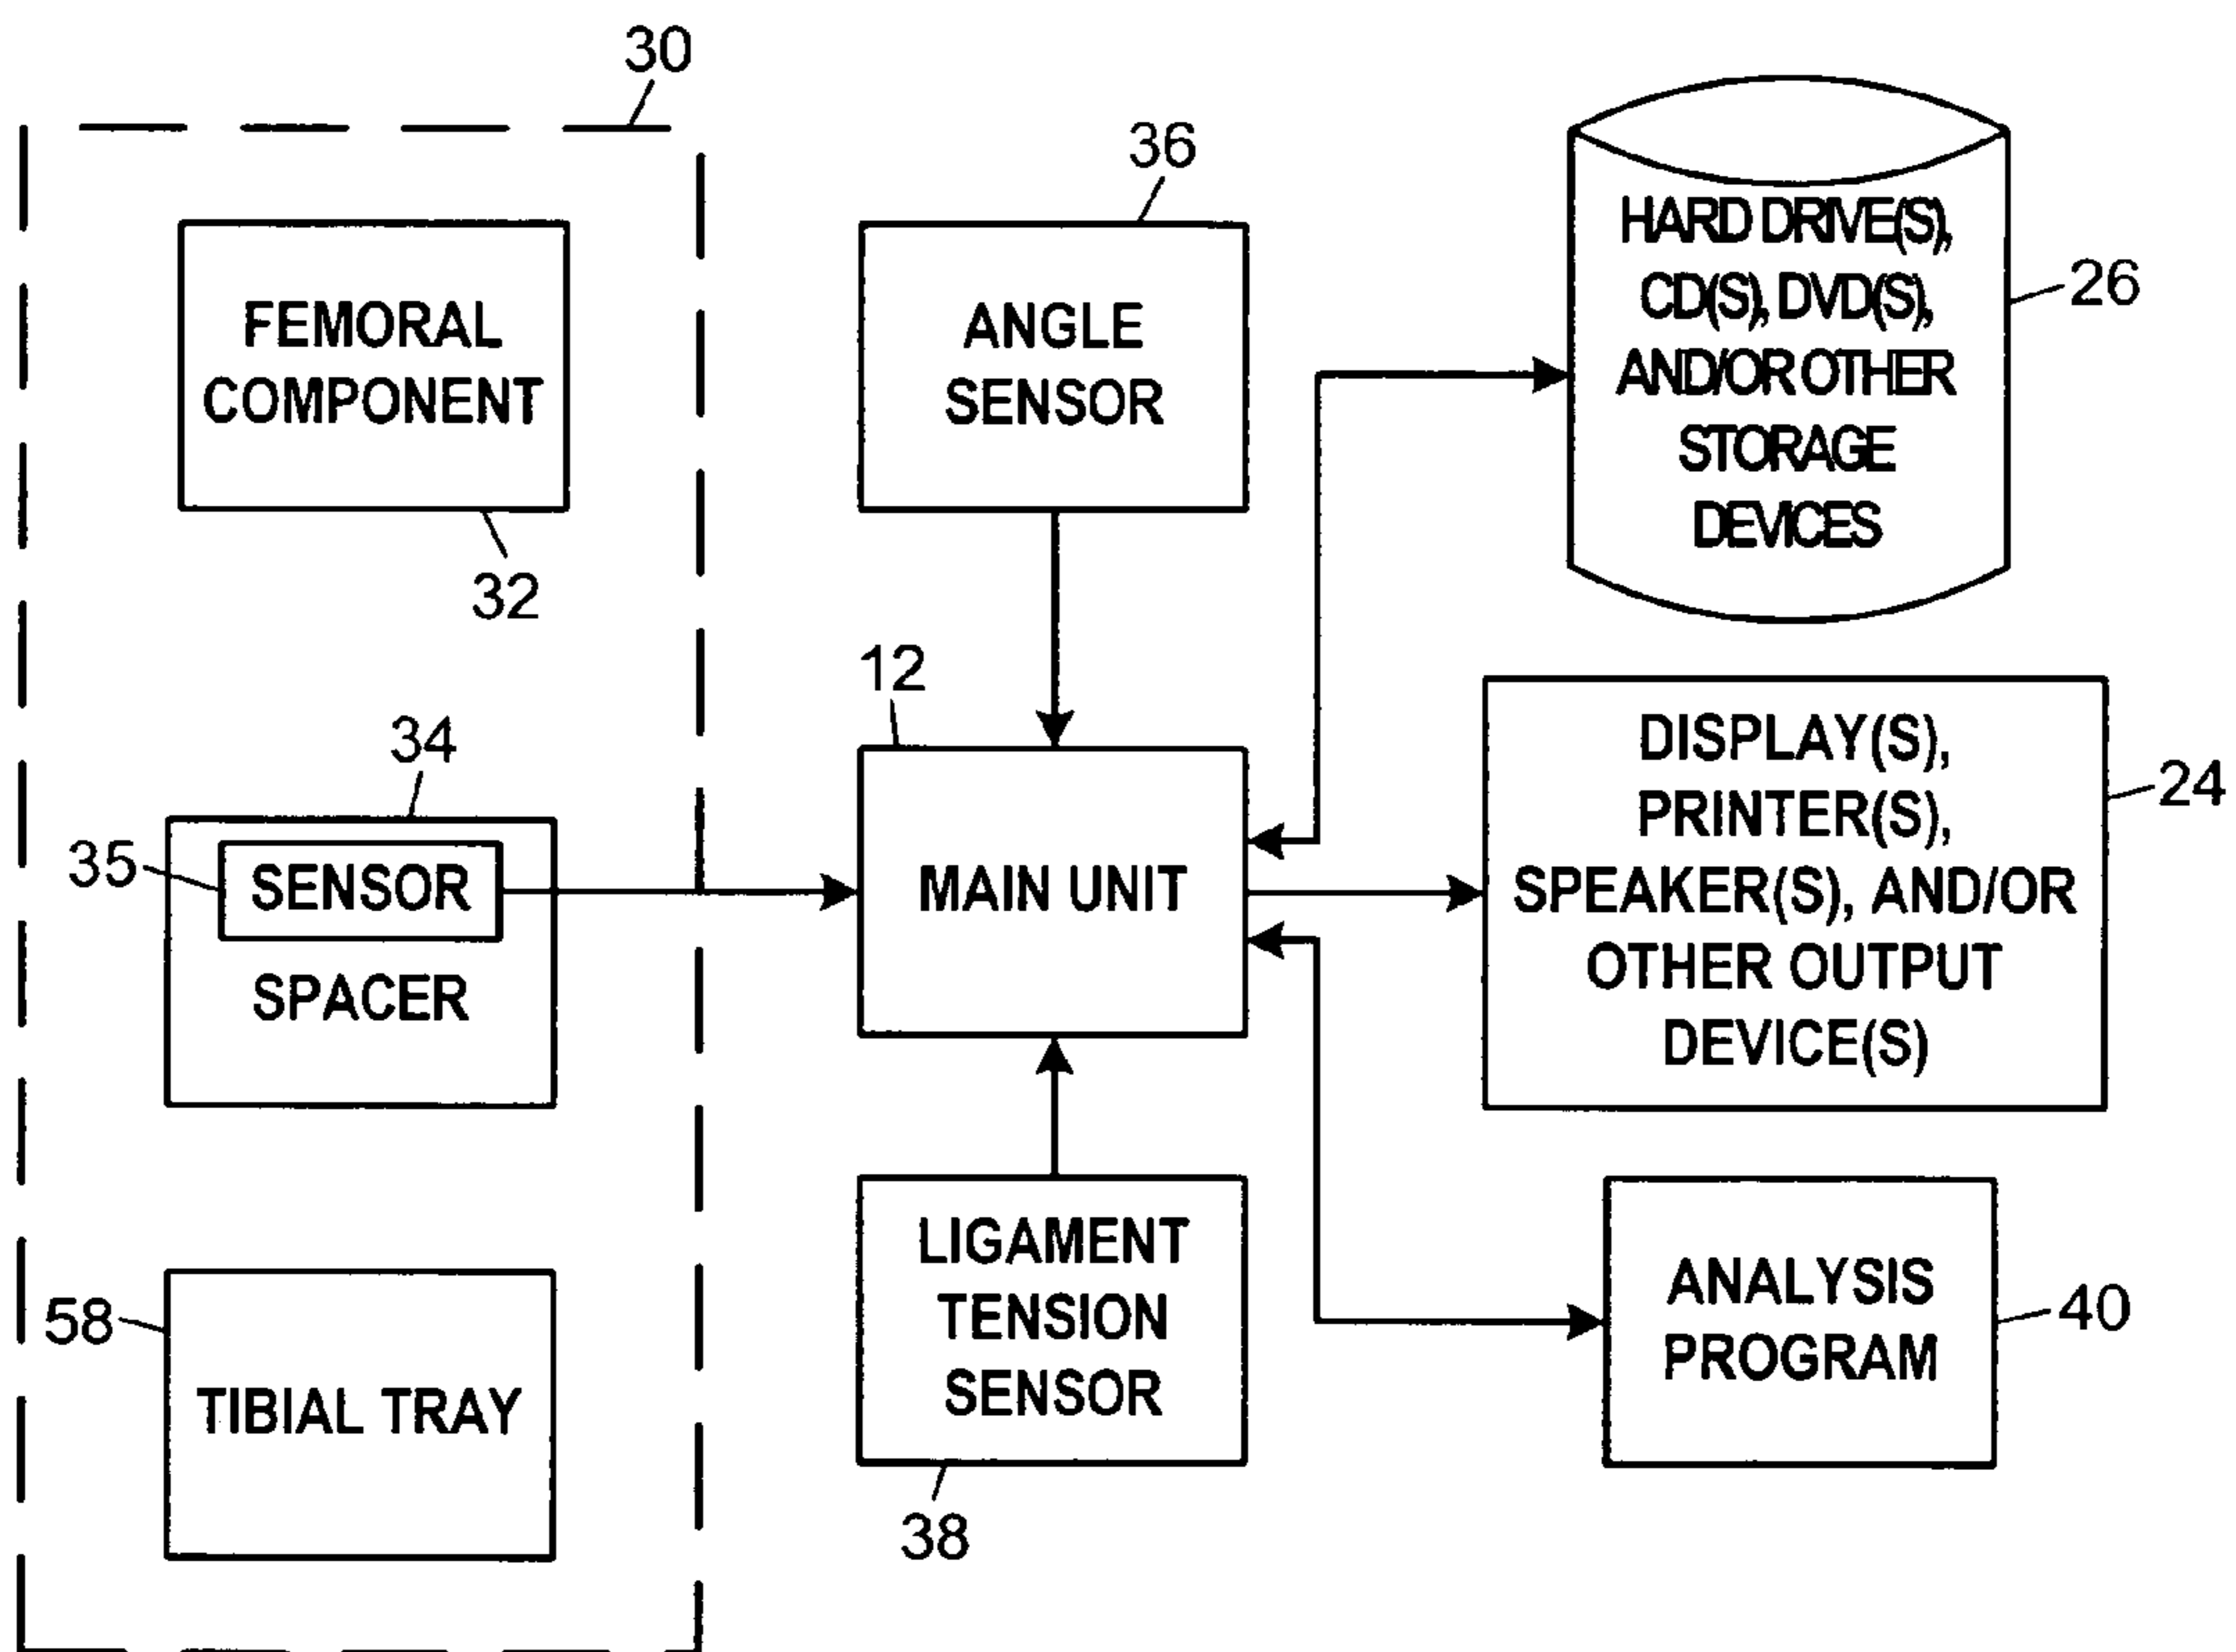 30
FEMORAL
COMPONENT
32
34
35
SENSOR
SPACER
58
TIBIAL TRAY
36
ANGLE
SENSOR
12
MAIN UNIT
LIGAMENT
TENSION
SENSOR
38
HARD DRIVE(S),
CD(S), DVD(S),
AND/OR OTHER
STORAGE
DEVICES
26
DISPLAY(S),
PRINTER(S),
SPEAKER(S), AND/OR
OTHER OUTPUT
DEVICE(S)
24
ANALYSIS
PROGRAM
40